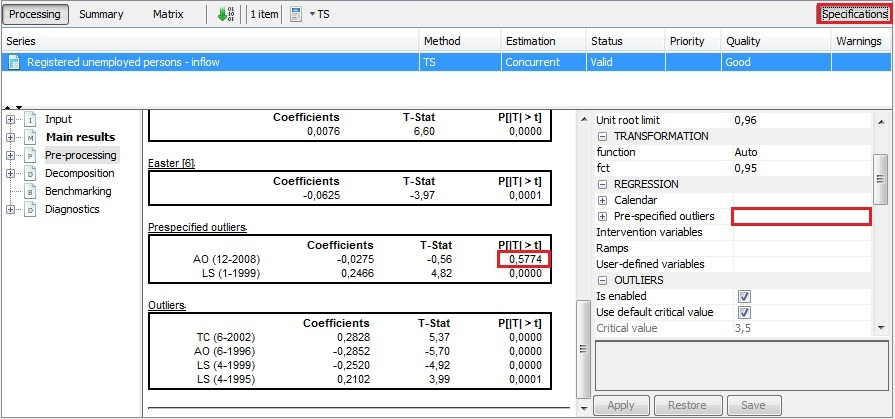 Processing Summary Matrix 1 item TS Specifications
Series Method Estimation Status Priority Quality Warnings
Registered unemployed persons - inflow TS Concurrent Valid Good
Input
Main results
Pre-processing
Decomposition
Benchmarking
Diagnostics
Coefficients T-Stat P[|T| > t]
0,0076 6,60 0,0000
Easter [6].
Coefficients T-Stat P[|T| > t]
-0,0625 -3,97 0,0001
Prespecified outliers.
Coefficients T-Stat P[|T| > t]
AO (12-2008) -0,0275 -0,56 0,5774
LS (1-1999) 0,2466 4,82 0,0000
Outliers.
Coefficients T-Stat P[|T| > t]
TC (6-2002) 0,2828 5,37 0,0000
AO (6-1996) -0,2852 -5,70 0,0000
LS (4-1999) -0,2520 -4,92 0,0000
LS (4-1995) 0,2102 3,99 0,0001
Unit root limit 0,96
TRANSFORMATION
function Auto
fct 0,95
REGRESSION
Calendar
Pre-specified outliers
Intervention variables
Ramps
User-defined variables
OUTLIERS
Is enabled
Use default critical value
Critical value 3,5
Apply Restore Save